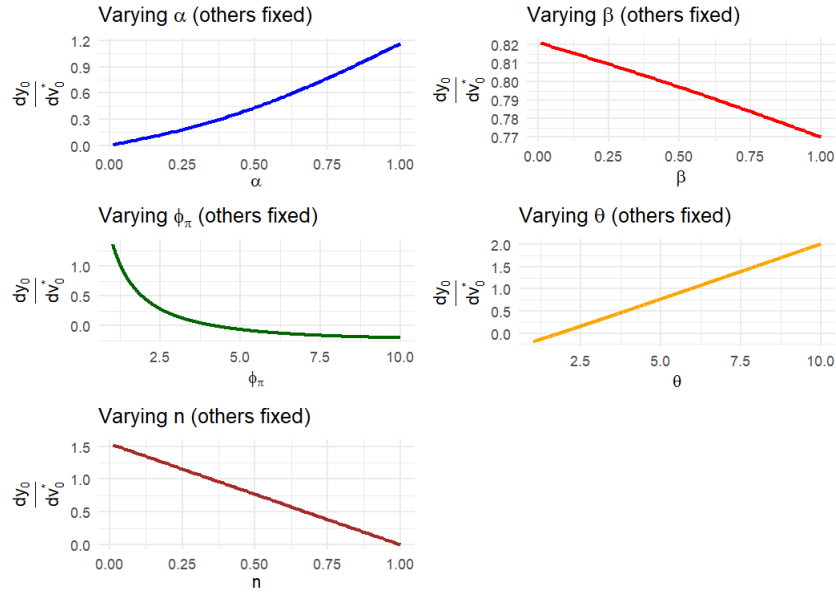 Varying α (others fixed)
dy₀
dv₀*
1.2
0.9
0.6
0.3
0.0
0.00 0.25 0.50 0.75 1.00
α
Varying β (others fixed)
dy₀
dv₀*
0.82
0.80
0.79
0.78
0.77
0.00 0.25 0.50 0.75 1.00
β
Varying ϕπ (others fixed)
dy₀
dv₀*
1.0
0.5
0.0
2.5 5.0 7.5 10.0
ϕπ
Varying θ (others fixed)
dy₀
dv₀*
2.0
1.5
1.0
0.5
0.0
2.5 5.0 7.5 10.0
θ
Varying n (others fixed)
dy₀
dv₀*
1.5
1.0
0.5
0.0
0.00 0.25 0.50 0.75 1.00
n